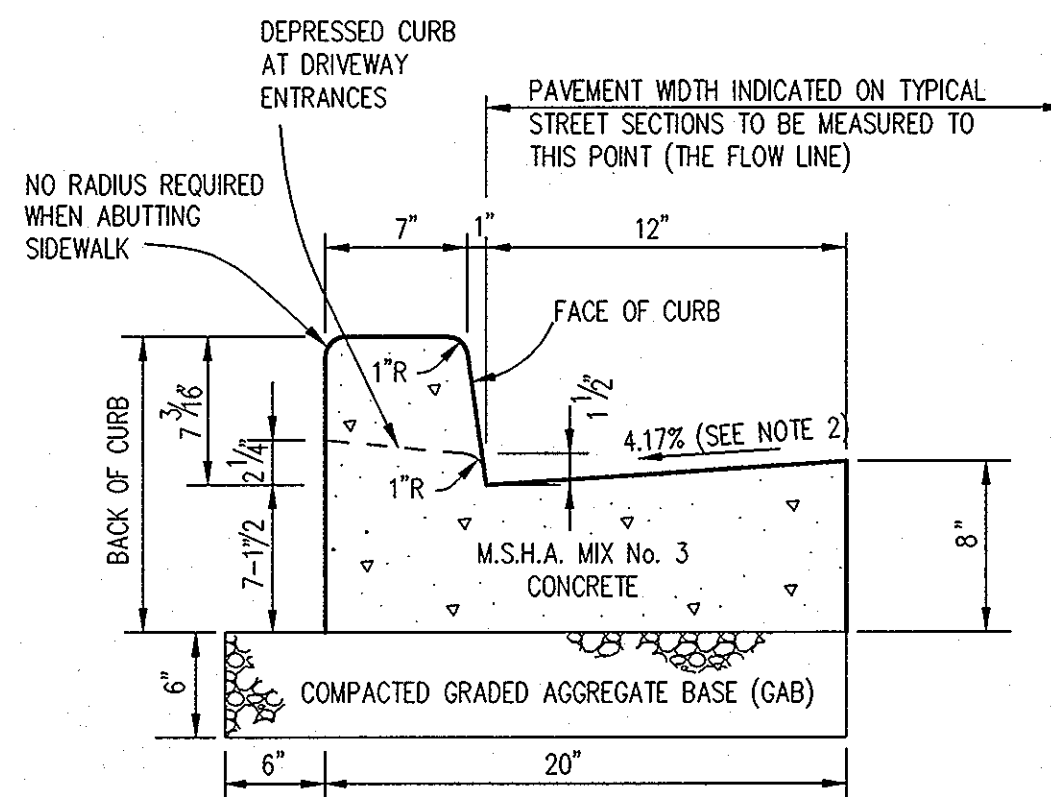 DEPRESSED CURB
AT DRIVEWAY
ENTRANCES
PAVEMENT WIDTH INDICATED ON TYPICAL
STREET SECTIONS TO BE MEASURED TO
THIS POINT (THE FLOW LINE)
NO RADIUS REQUIRED
WHEN ABUTTING
SIDEWALK
7"
1"
12"
FACE OF CURB
1"R
1 1/2"
7 3/16"
BACK OF CURB
2 1/4"
4.17% (SEE NOTE 2)
1"R
7-1/2
M.S.H.A. MIX No. 3
CONCRETE
8"
6"
COMPACTED GRADED AGGREGATE BASE (GAB)
6"
20"